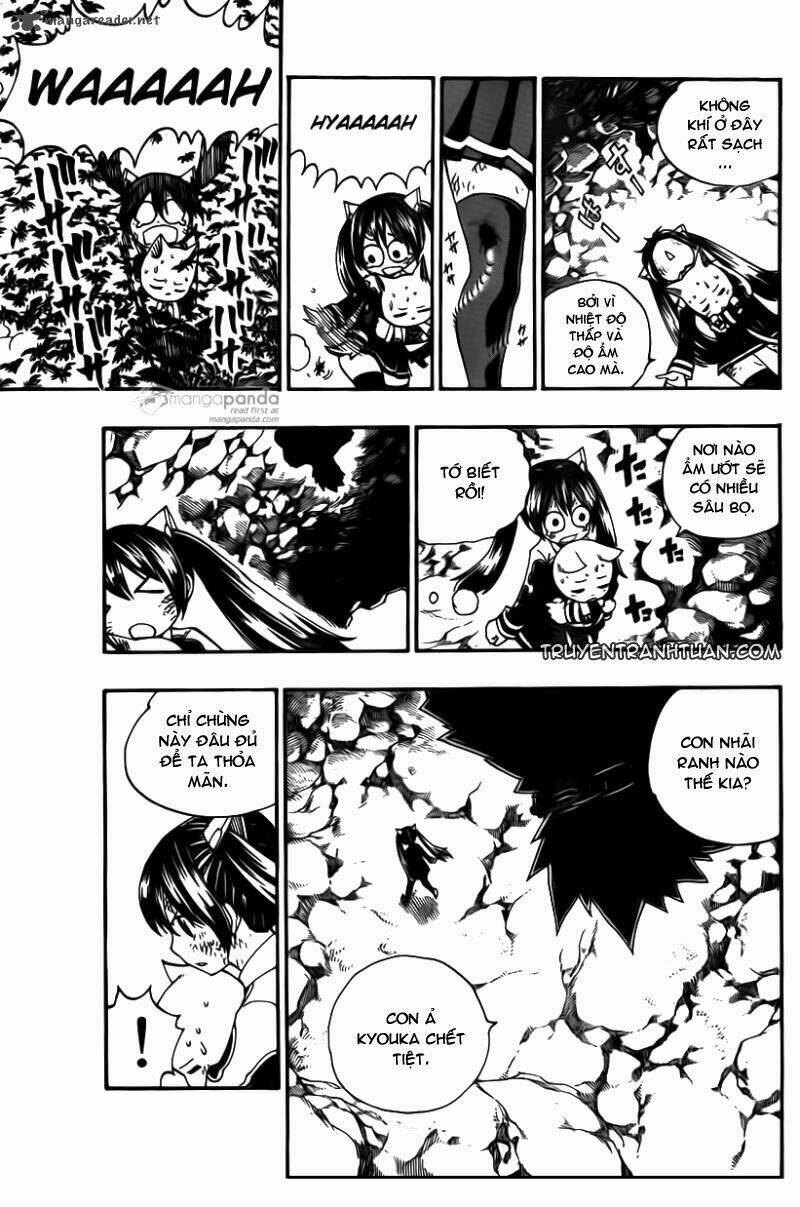 KHÔNG
KHÍ Ở ĐÂY
RẤT SẠCH
...
BỞI VÌ
NHIỆT ĐỘ
THẤP VÀ
ĐỘ ẨM
CAO MÀ.
HYAAAAAH
WAAAAAH
NƠI NÀO
ẨM ƯỚT SẼ
CÓ NHIỀU
SÂU BỌ.
TỚ BIẾT
RỒI!
CON NHÃI
RANH NÀO
THẾ KIA?
CON Ả
KYOUKA CHẾT
TIỆT.
CHỈ CHỪNG
NÀY ĐÂU ĐỦ
ĐỂ TA THỎA
MÃN.
!
mangareader.net
mangapanda
read first at
mangapanda.com
TRUYENTRANHTUAN.COM